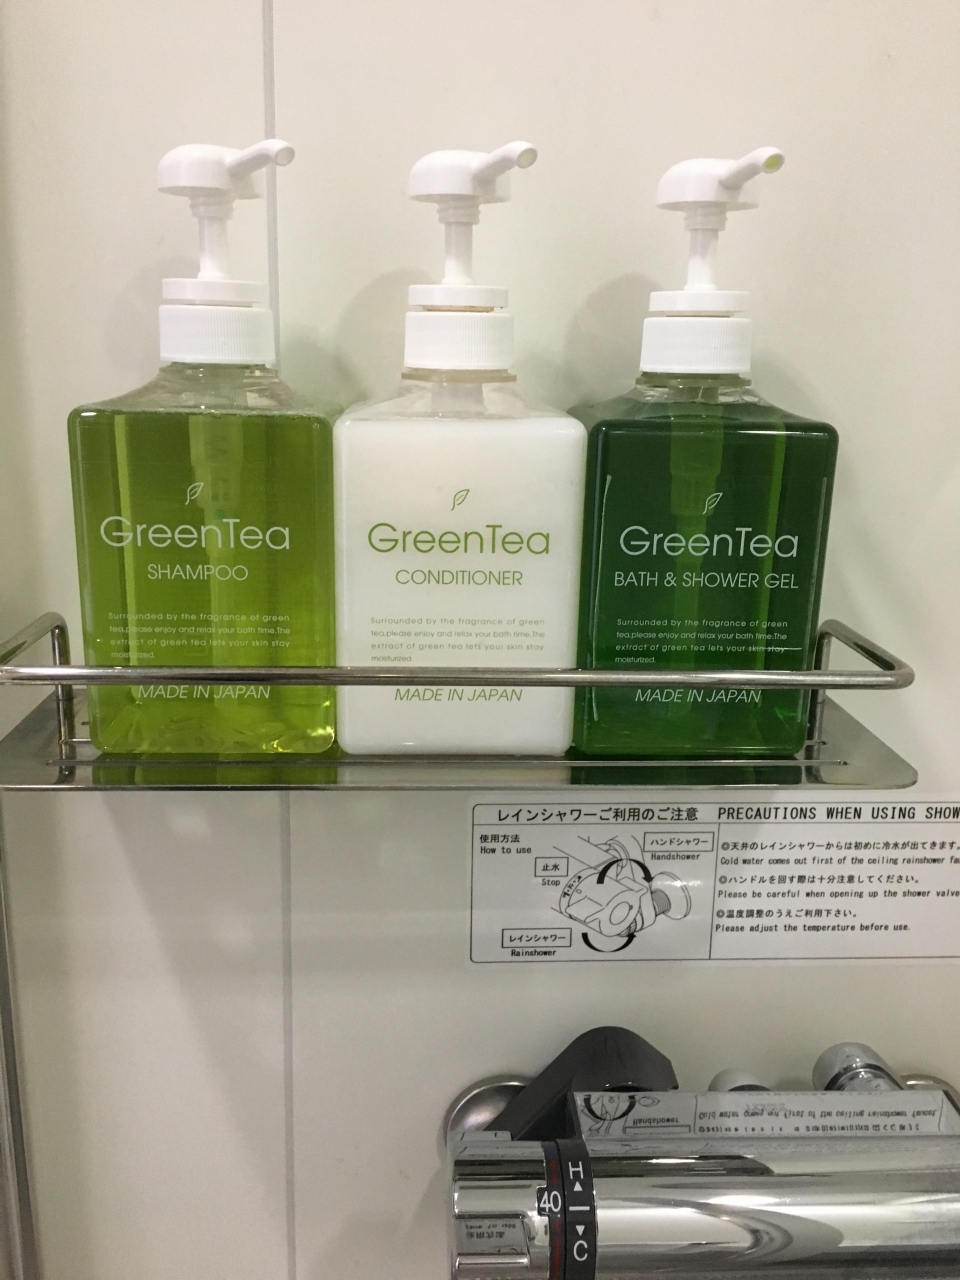 GreenTea
SHAMPOO
Surrounded by the fragrance of green
tea,please enjoy and relax your bath time.The
extract of green tea lets your skin stay
moisturized.
MADE IN JAPAN
GreenTea
CONDITIONER
Surrounded by the fragrance of green
tea,please enjoy and relax your bath time.The
extract of green tea lets your skin stay
moisturized.
MADE IN JAPAN
GreenTea
BATH & SHOWER GEL
Surrounded by the fragrance of green
tea,please enjoy and relax your bath time.The
extract of green tea lets your skin stay
moisturized.
MADE IN JAPAN
レインシャワーご利用のご注意 PRECAUTIONS WHEN USING
使用方法
How to use
ハンドシャワー
Handshower
止水
Stop
レインシャワー
Rainshower
◎天井のレインシャワーからは初めに冷水が出てきます。
Cold water comes out first of the ceiling rainshower
◎ハンドルを回す際は十分注意してください。
Please be careful when opening up the shower valve
◎温度調整のうえご利用下さい。
Please adjust the temperature before use.
H
40
C